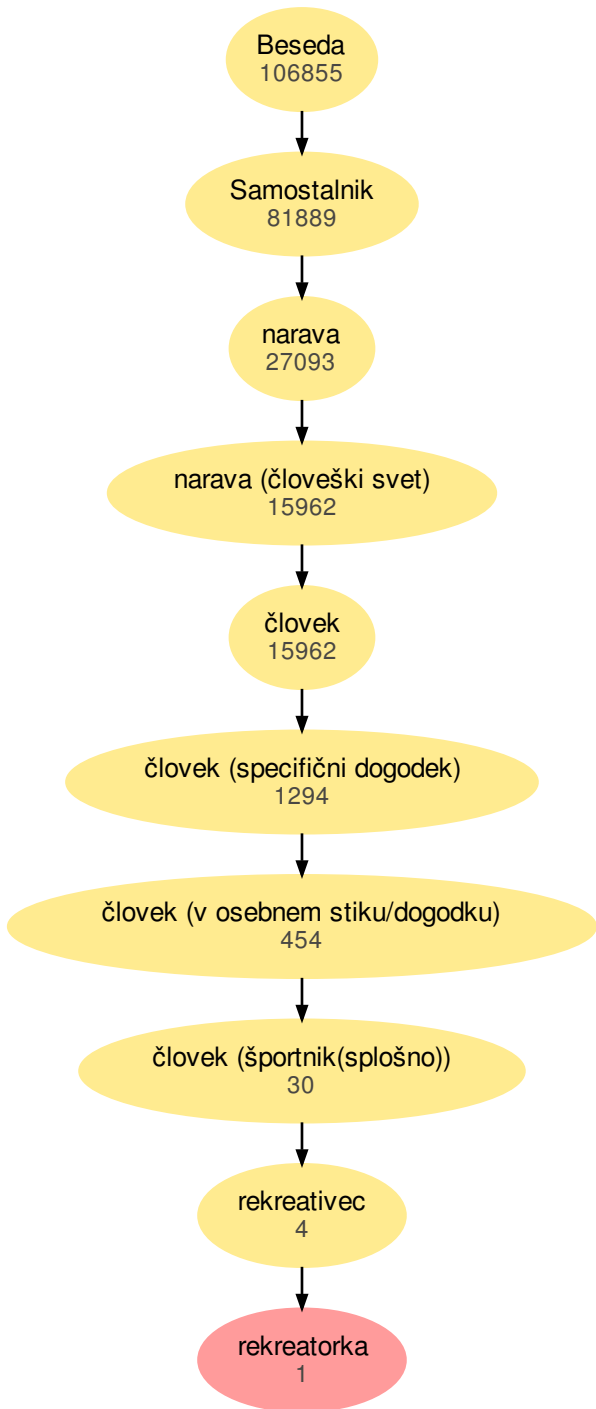 Beseda
106855
Samostalnik
81889
narava
27093
narava (človeški svet)
15962
človek
15962
človek (specifični dogodek)
1294
človek (v osebnem stiku/dogodku)
454
človek (športnik(splošno))
30
rekreativec
4
rekreatorka
1